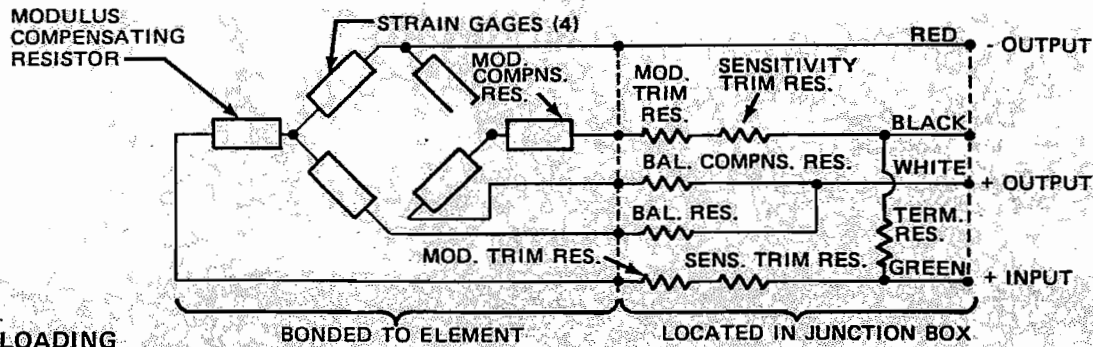 MODULUS
COMPENSATING
RESISTOR
STRAIN GAGES (4)
MOD.
COMPNS.
RES.
MOD.
TRIM
RES.
SENSITIVITY
TRIM RES.
RED
- OUTPUT
BLACK
BAL. COMPNS. RES.
WHITE
+ OUTPUT
BAL. RES.
TERM.
RES.
MOD. TRIM RES.
SENS. TRIM RES.
GREEN
+ INPUT
BONDED TO ELEMENT
LOCATED IN JUNCTION BOX
LOADING